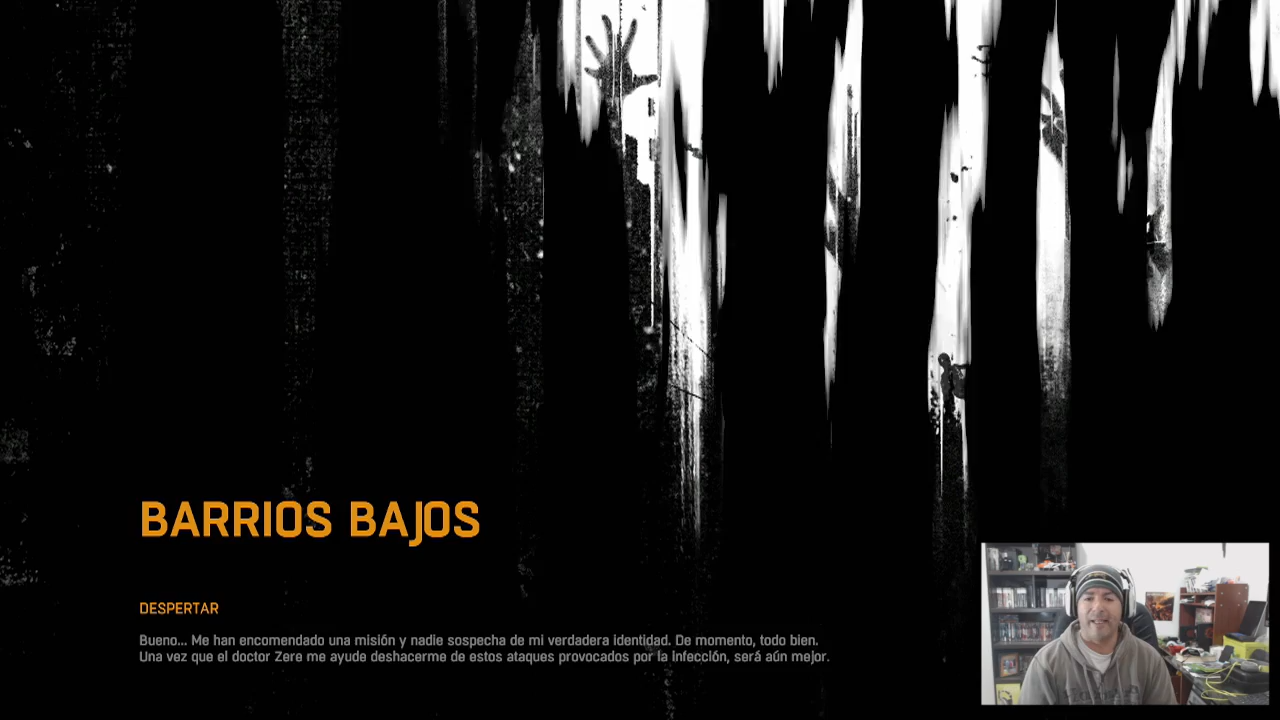 BARRIOS BAJOS
DESPERTAR
Bueno... Me han encomendado una misión y nadie sospecha de mi verdadera identidad. De momento, todo bien.
Una vez que el doctor Zere me ayude deshacerme de estos ataques provocados por la infección, será aún mejor.